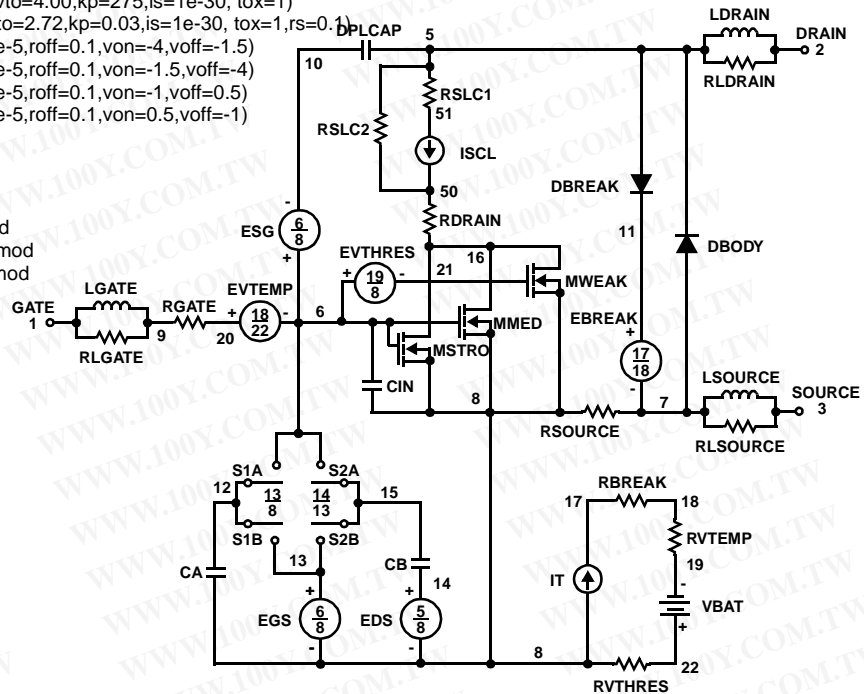 vto=4.00,kp=275,is=1e-30, tox=1)
to=2.72,kp=0.03,is=1e-30, tox=1,rs=0.1)
e-5,roff=0.1,von=-4,voff=-1.5)
e-5,roff=0.1,von=-1.5,voff=-4)
e-5,roff=0.1,von=-1,voff=0.5)
e-5,roff=0.1,von=0.5,voff=-1)
d
mod
mod
LDRAIN
DPLCAP
5
DRAIN
2
10
RLDRAIN
RSLC1
51
RSLC2
ISCL
50
DBREAK
RDRAIN
ESG
6
8
-
+
11
DBODY
EVTHRES
16
21
+
19
8
-
MWEAK
LGATE
EVTEMP
GATE
1
RGATE
+
18
22
-
6
MMED
EBREAK
+
9
20
RLGATE
MSTRO
17
18
-
LSOURCE
CIN
8
7
SOURCE
3
RSOURCE
RLSOURCE
S1A
S2A
12
13
8
14
13
15
RBREAK
17
18
S1B
S2B
13
RVTEMP
CA
CB
14
19
IT
-
VBAT
+
+
EGS
6
8
-
+
EDS
5
8
-
8
22
RVTHRES
WWW.100Y.COM.TW